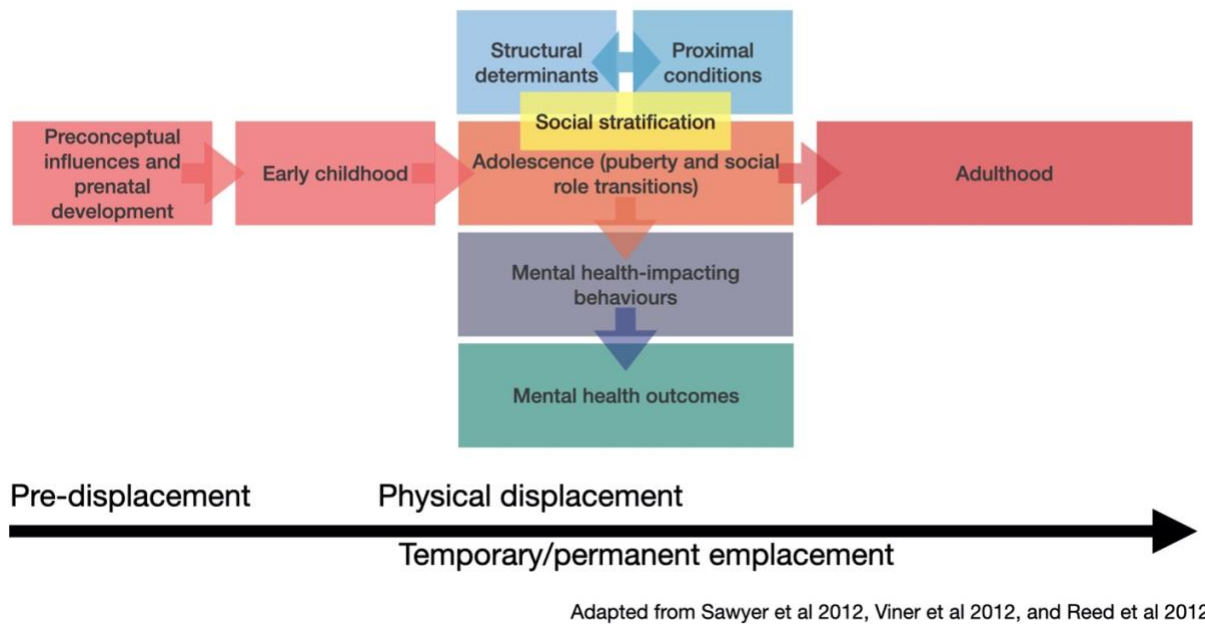 Structural
determinants
Proximal
conditions
Social stratification
Preconceptual
influences and
prenatal
development
Early childhood
Adolescence (puberty and social
role transitions)
Adulthood
Mental health-impacting
behaviours
Mental health outcomes
Pre-displacement
Physical displacement
Temporary/permanent emplacement
Adapted from Sawyer et al 2012, Viner et al 2012, and Reed et al 2012